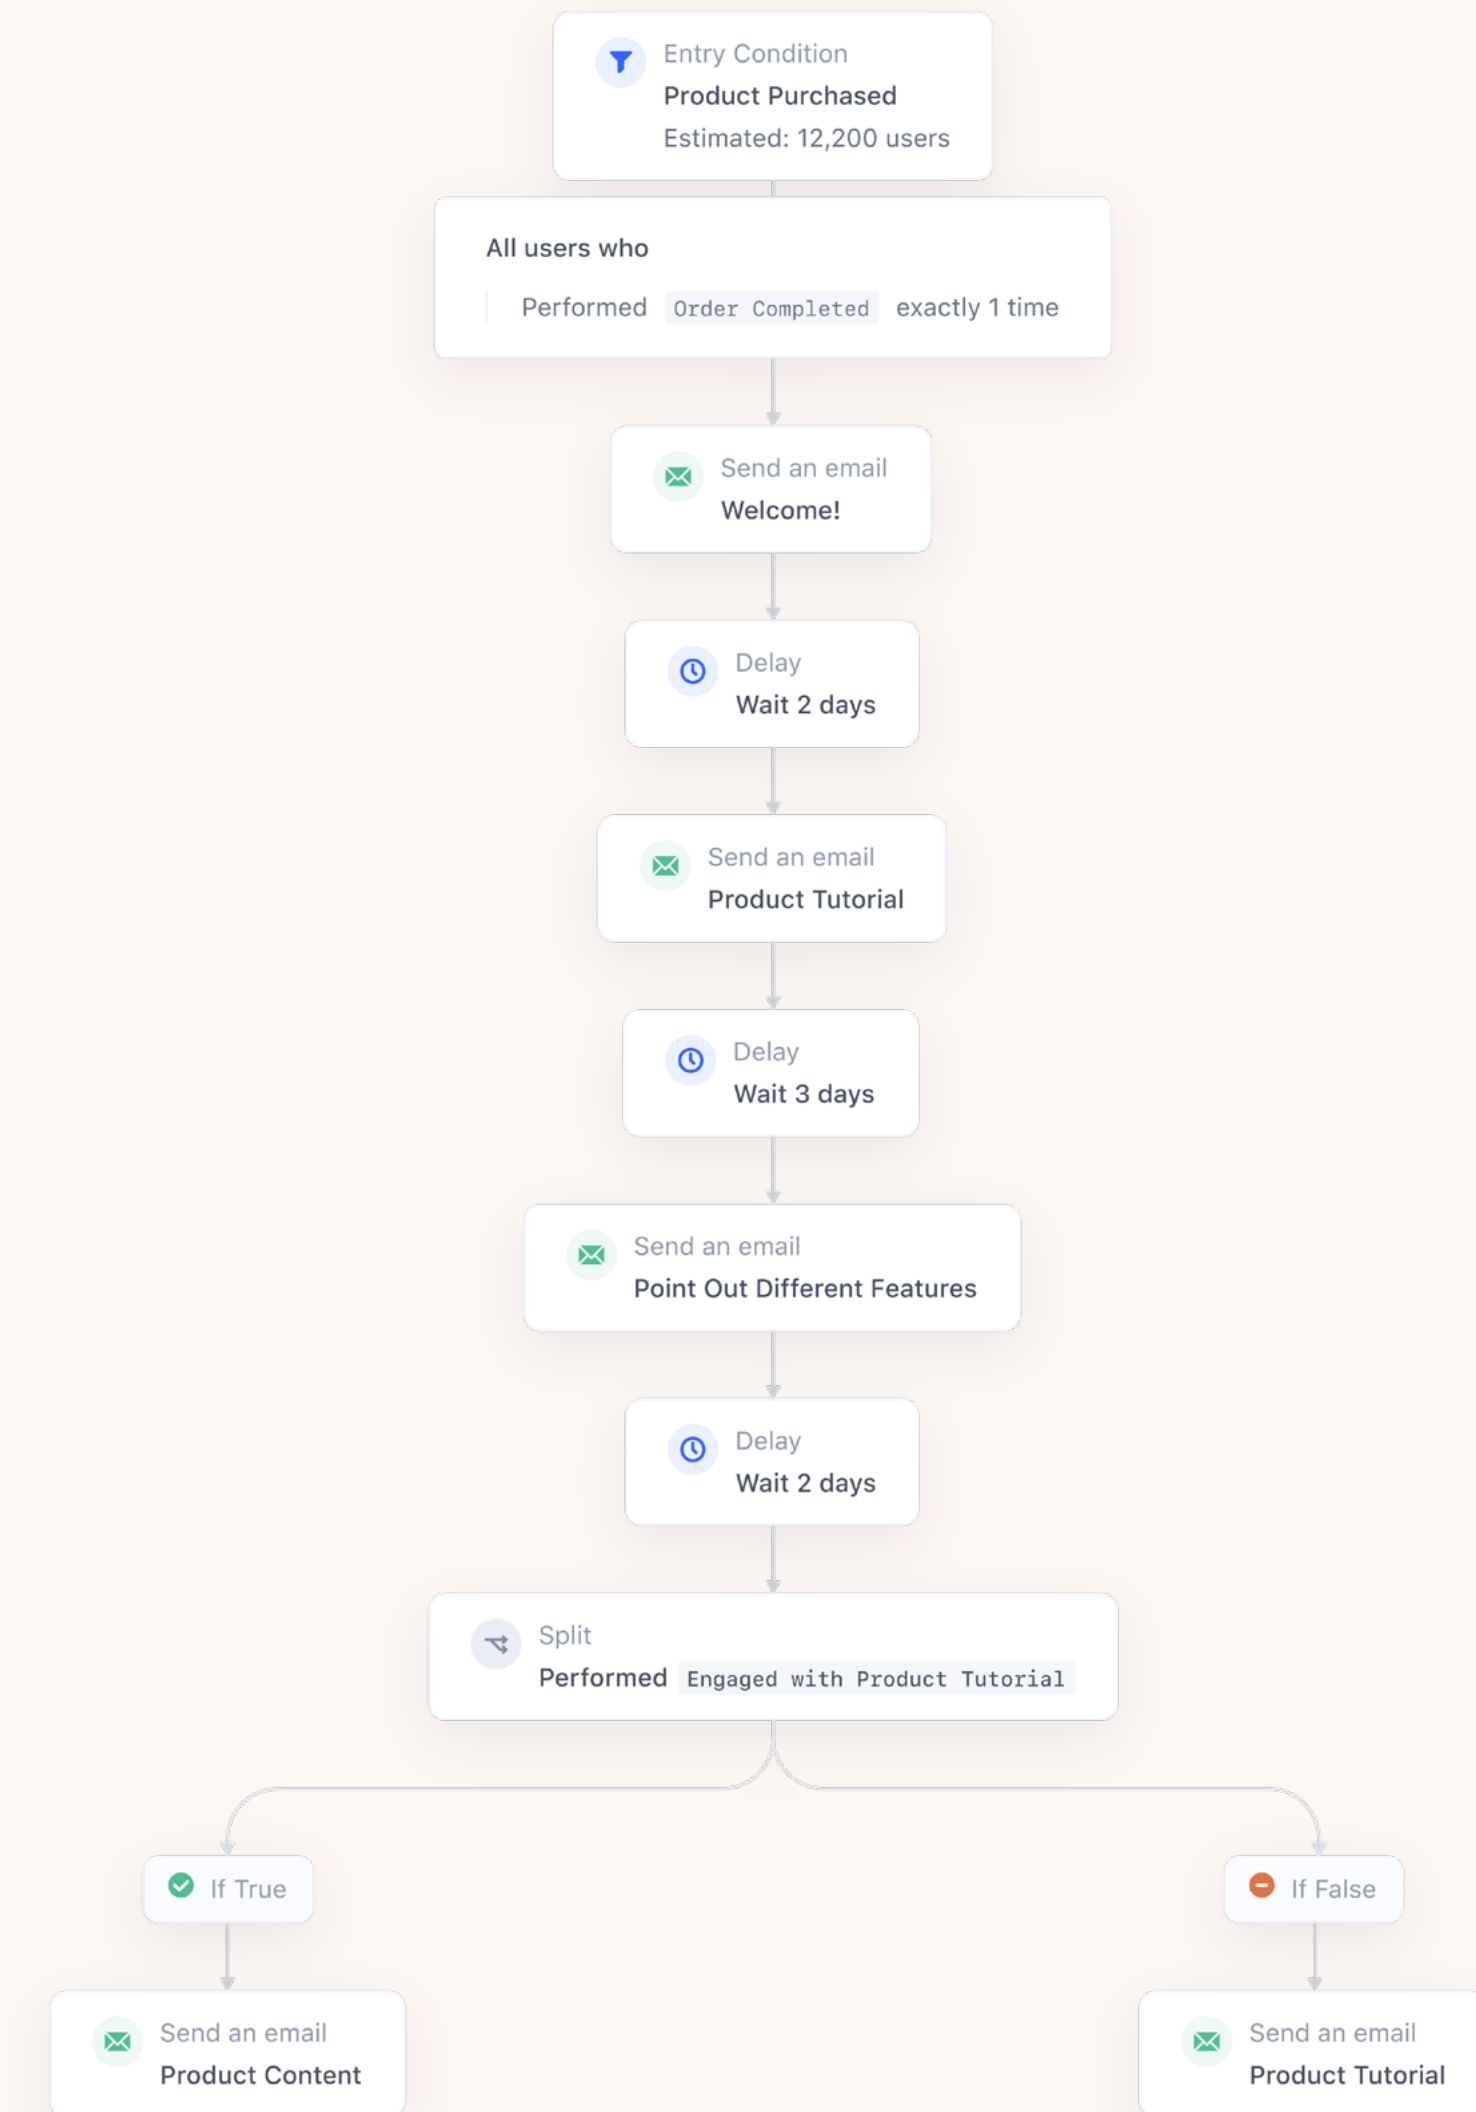 Entry Condition
Product Purchased
Estimated: 12,200 users
All users who
Performed Order Completed exactly 1 time
Send an email
Welcome!
Delay
Wait 2 days
Send an email
Product Tutorial
Delay
Wait 3 days
Send an email
Point Out Different Features
Delay
Wait 2 days
Split
Performed Engaged with Product Tutorial
If True
If False
Send an email
Product Content
Send an email
Product Tutorial